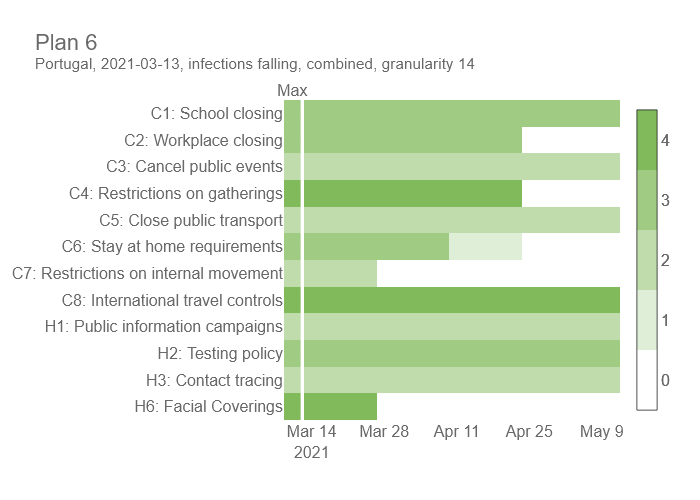 Plan 6
Portugal, 2021-03-13, infections falling, combined, granularity 14
Max
C1: School closing
C2: Workplace closing
C3: Cancel public events
C4: Restrictions on gatherings
C5: Close public transport
C6: Stay at home requirements
C7: Restrictions on internal movement
C8: International travel controls
H1: Public information campaigns
H2: Testing policy
H3: Contact tracing
H6: Facial Coverings
Mar 14 Mar 28 Apr 11 Apr 25 May 9
2021
4
3
2
1
0